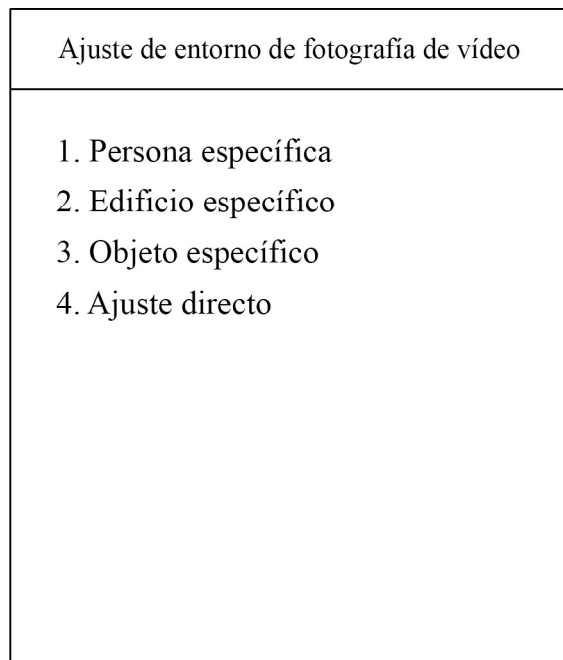 Ajuste de entorno de fotografía de vídeo
1. Persona específica
2. Edificio específico
3. Objeto específico
4. Ajuste directo